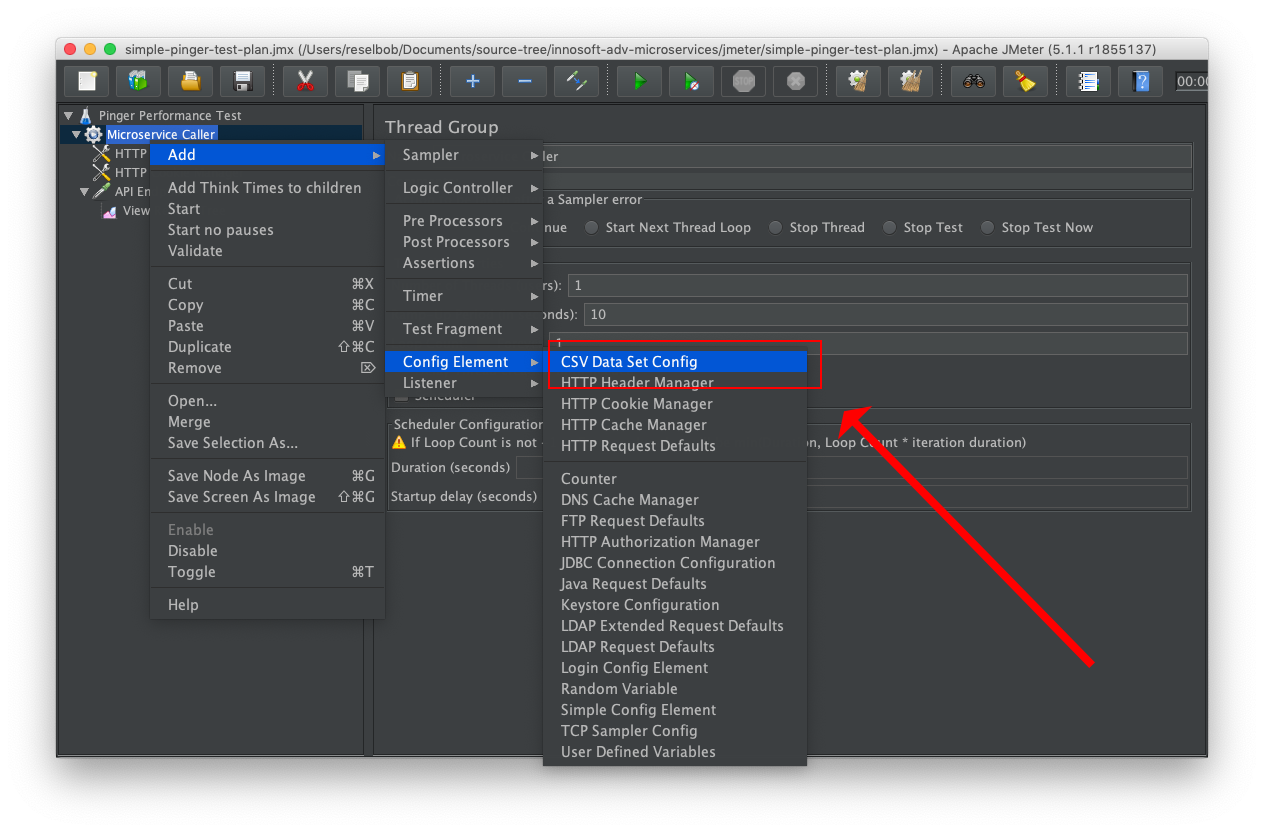 simple-pinger-test-plan.jmx (/Users/reselbob/Documents/source-tree/innosoft-adv-microservices/jmeter/simple-pinger-test-plan.jmx) - Apache JMeter (5.1.1 r1855137)
STOP
00:00
Pinger Performance Test
Microservice Caller
HTTP
HTTP
API En
View
Add
Add Think Times to children
Start
Start no pauses
Validate
Cut ⌘X
Copy ⌘C
Paste ⌘V
Duplicate ⇧⌘C
Remove ⌦
Open...
Merge
Save Selection As...
Save Node As Image ⌘G
Save Screen As Image ⇧⌘G
Enable
Disable
Toggle ⌘T
Help
Sampler
Logic Controller
Pre Processors
Post Processors
Assertions
Timer
Test Fragment
Config Element
Listener
Thread Group
ler
a Sampler error
nue Start Next Thread Loop Stop Thread Stop Test Stop Test Now
rs): 1
onds): 10
1
Scheduler
Scheduler Configuration
If Loop Count is not - n, Loop Count * iteration duration)
Duration (seconds)
Startup delay (seconds)
CSV Data Set Config
HTTP Header Manager
HTTP Cookie Manager
HTTP Cache Manager
HTTP Request Defaults
Counter
DNS Cache Manager
FTP Request Defaults
HTTP Authorization Manager
JDBC Connection Configuration
Java Request Defaults
Keystore Configuration
LDAP Extended Request Defaults
LDAP Request Defaults
Login Config Element
Random Variable
Simple Config Element
TCP Sampler Config
User Defined Variables